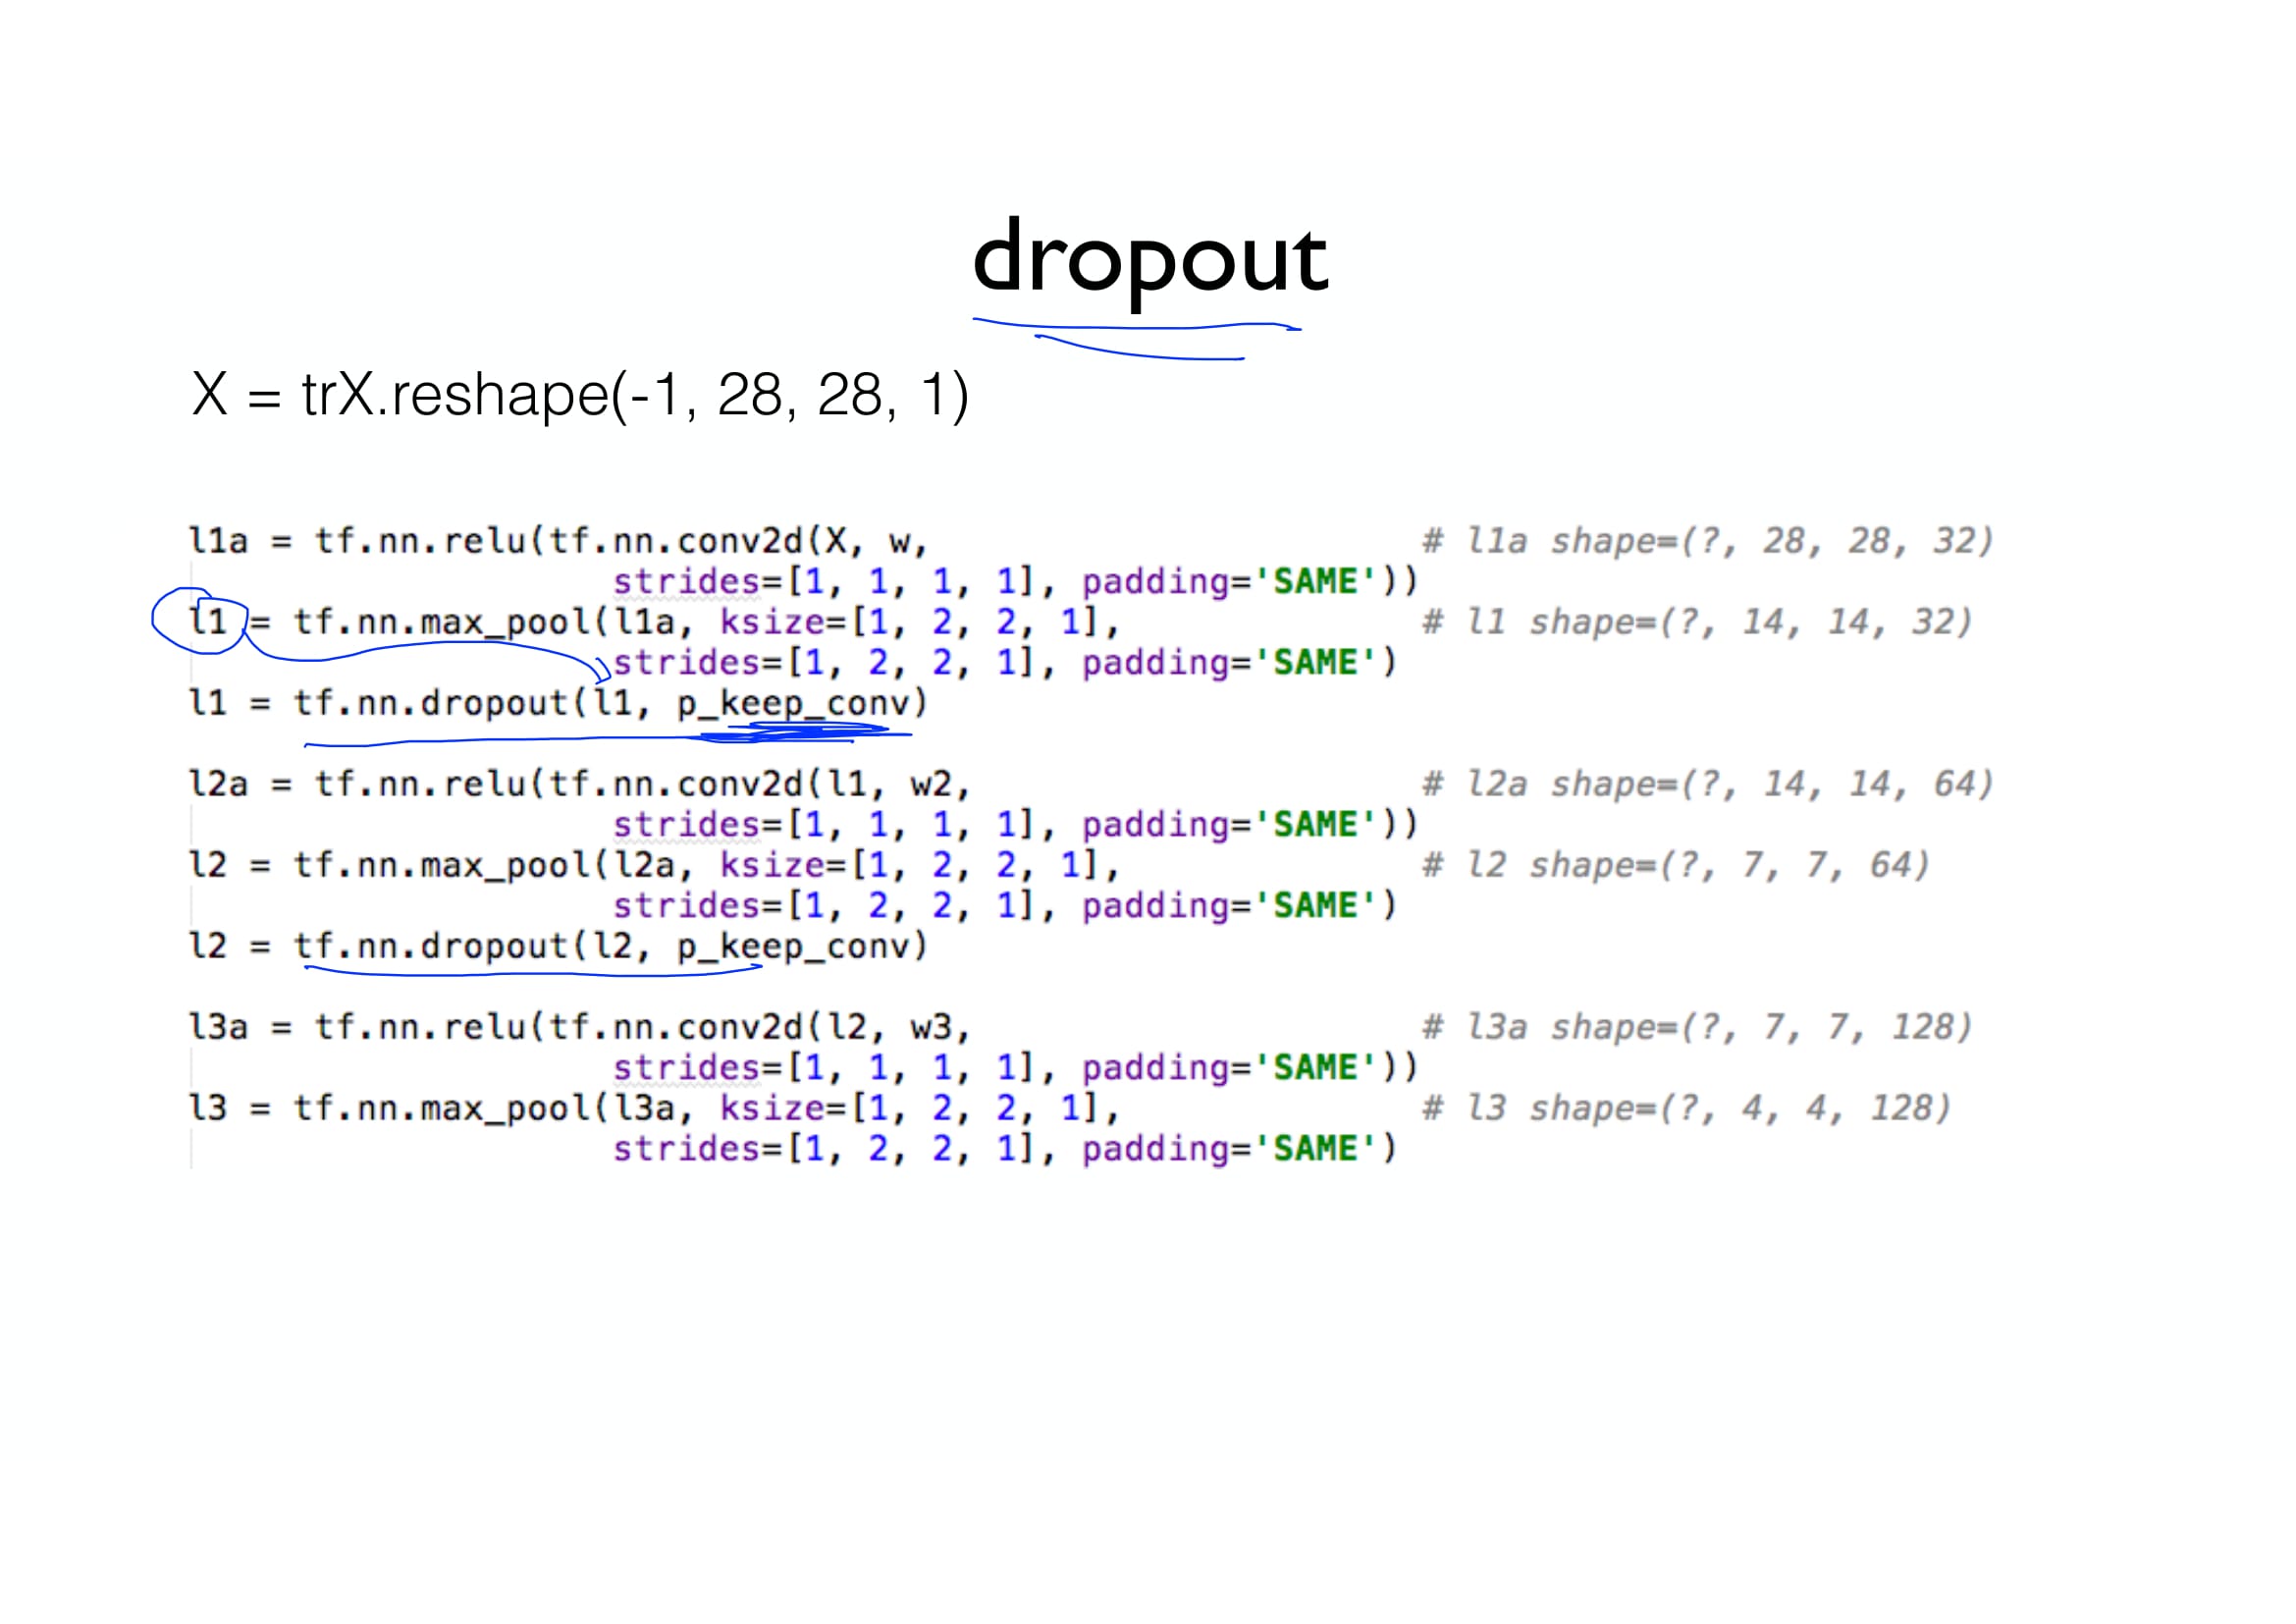 dropout
X = trX.reshape(-1, 28, 28, 1)
l1a = tf.nn.relu(tf.nn.conv2d(X, w, # l1a shape=(?, 28, 28, 32)
strides=[1, 1, 1, 1], padding='SAME'))
l1 = tf.nn.max_pool(l1a, ksize=[1, 2, 2, 1], # l1 shape=(?, 14, 14, 32)
strides=[1, 2, 2, 1], padding='SAME')
l1 = tf.nn.dropout(l1, p_keep_conv)
l2a = tf.nn.relu(tf.nn.conv2d(l1, w2, # l2a shape=(?, 14, 14, 64)
strides=[1, 1, 1, 1], padding='SAME'))
l2 = tf.nn.max_pool(l2a, ksize=[1, 2, 2, 1], # l2 shape=(?, 7, 7, 64)
strides=[1, 2, 2, 1], padding='SAME')
l2 = tf.nn.dropout(l2, p_keep_conv)
l3a = tf.nn.relu(tf.nn.conv2d(l2, w3, # l3a shape=(?, 7, 7, 128)
strides=[1, 1, 1, 1], padding='SAME'))
l3 = tf.nn.max_pool(l3a, ksize=[1, 2, 2, 1], # l3 shape=(?, 4, 4, 128)
strides=[1, 2, 2, 1], padding='SAME')